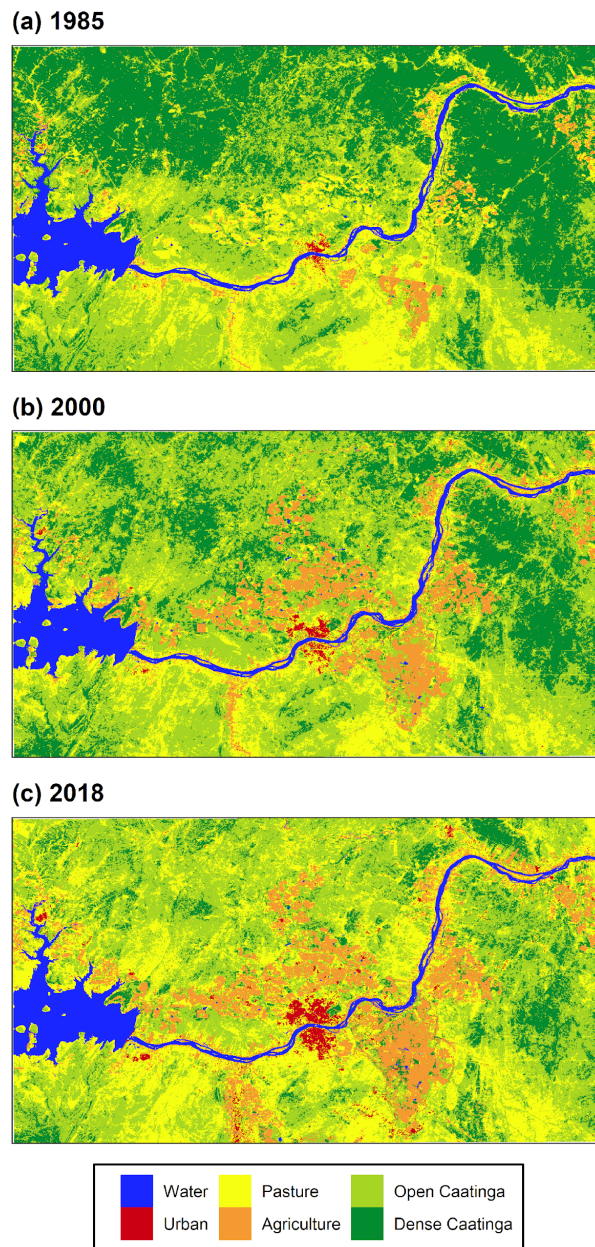 (a) 1985
(b) 2000
(c) 2018
Water Pasture Open Caatinga
Urban Agriculture Dense Caatinga